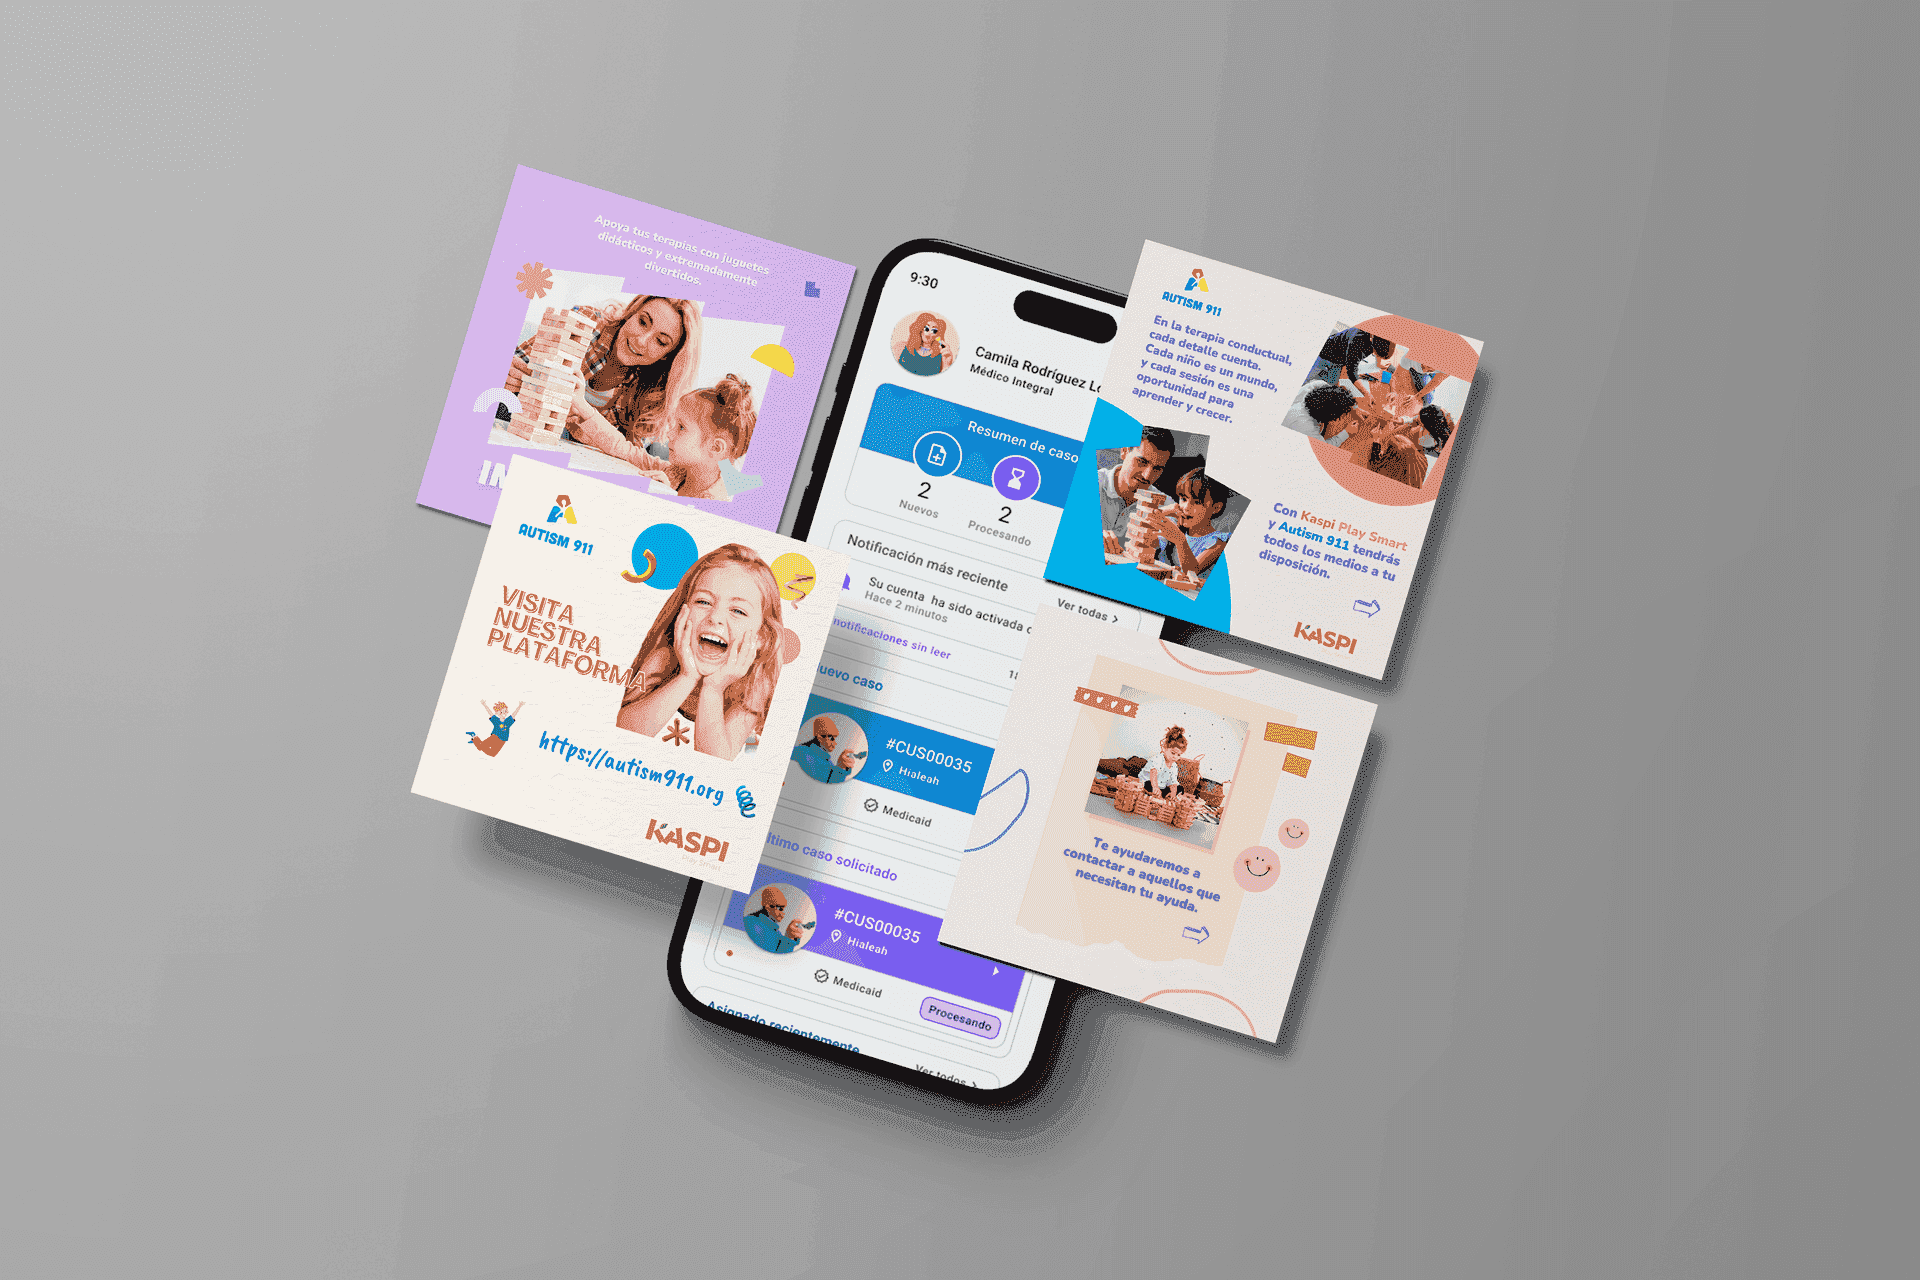 Apoya tus terapias con juguetes
didácticos y extremadamente
divertidos.
AUTISM 911
VISITA
NUESTRA
PLATAFORMA
https://autism911.org
KASPI
9:30
Camila Rodríguez
Médico Integral
Resumen de caso
2
Nuevos
2
Procesando
Notificación más reciente
Su cuenta ha sido activada
Hace 2 minutos
Ver todas >
notificaciones sin leer
caso
#CUS00035
Hialeah
Medicaid
caso solicitado
#CUS00035
Hialeah
Medicaid
Procesando
Asignado recientemente
Ver todos >
AUTISM 911
En la terapia conductual,
cada detalle cuenta.
Cada niño es un mundo,
y cada sesión es una
oportunidad para
aprender y crecer.
Con Kaspi Play Smart
y Autism 911 tendrás
todos los medios a tu
disposición.
KASPI
Te ayudaremos a
contactar a aquellos que
necesitan tu ayuda.